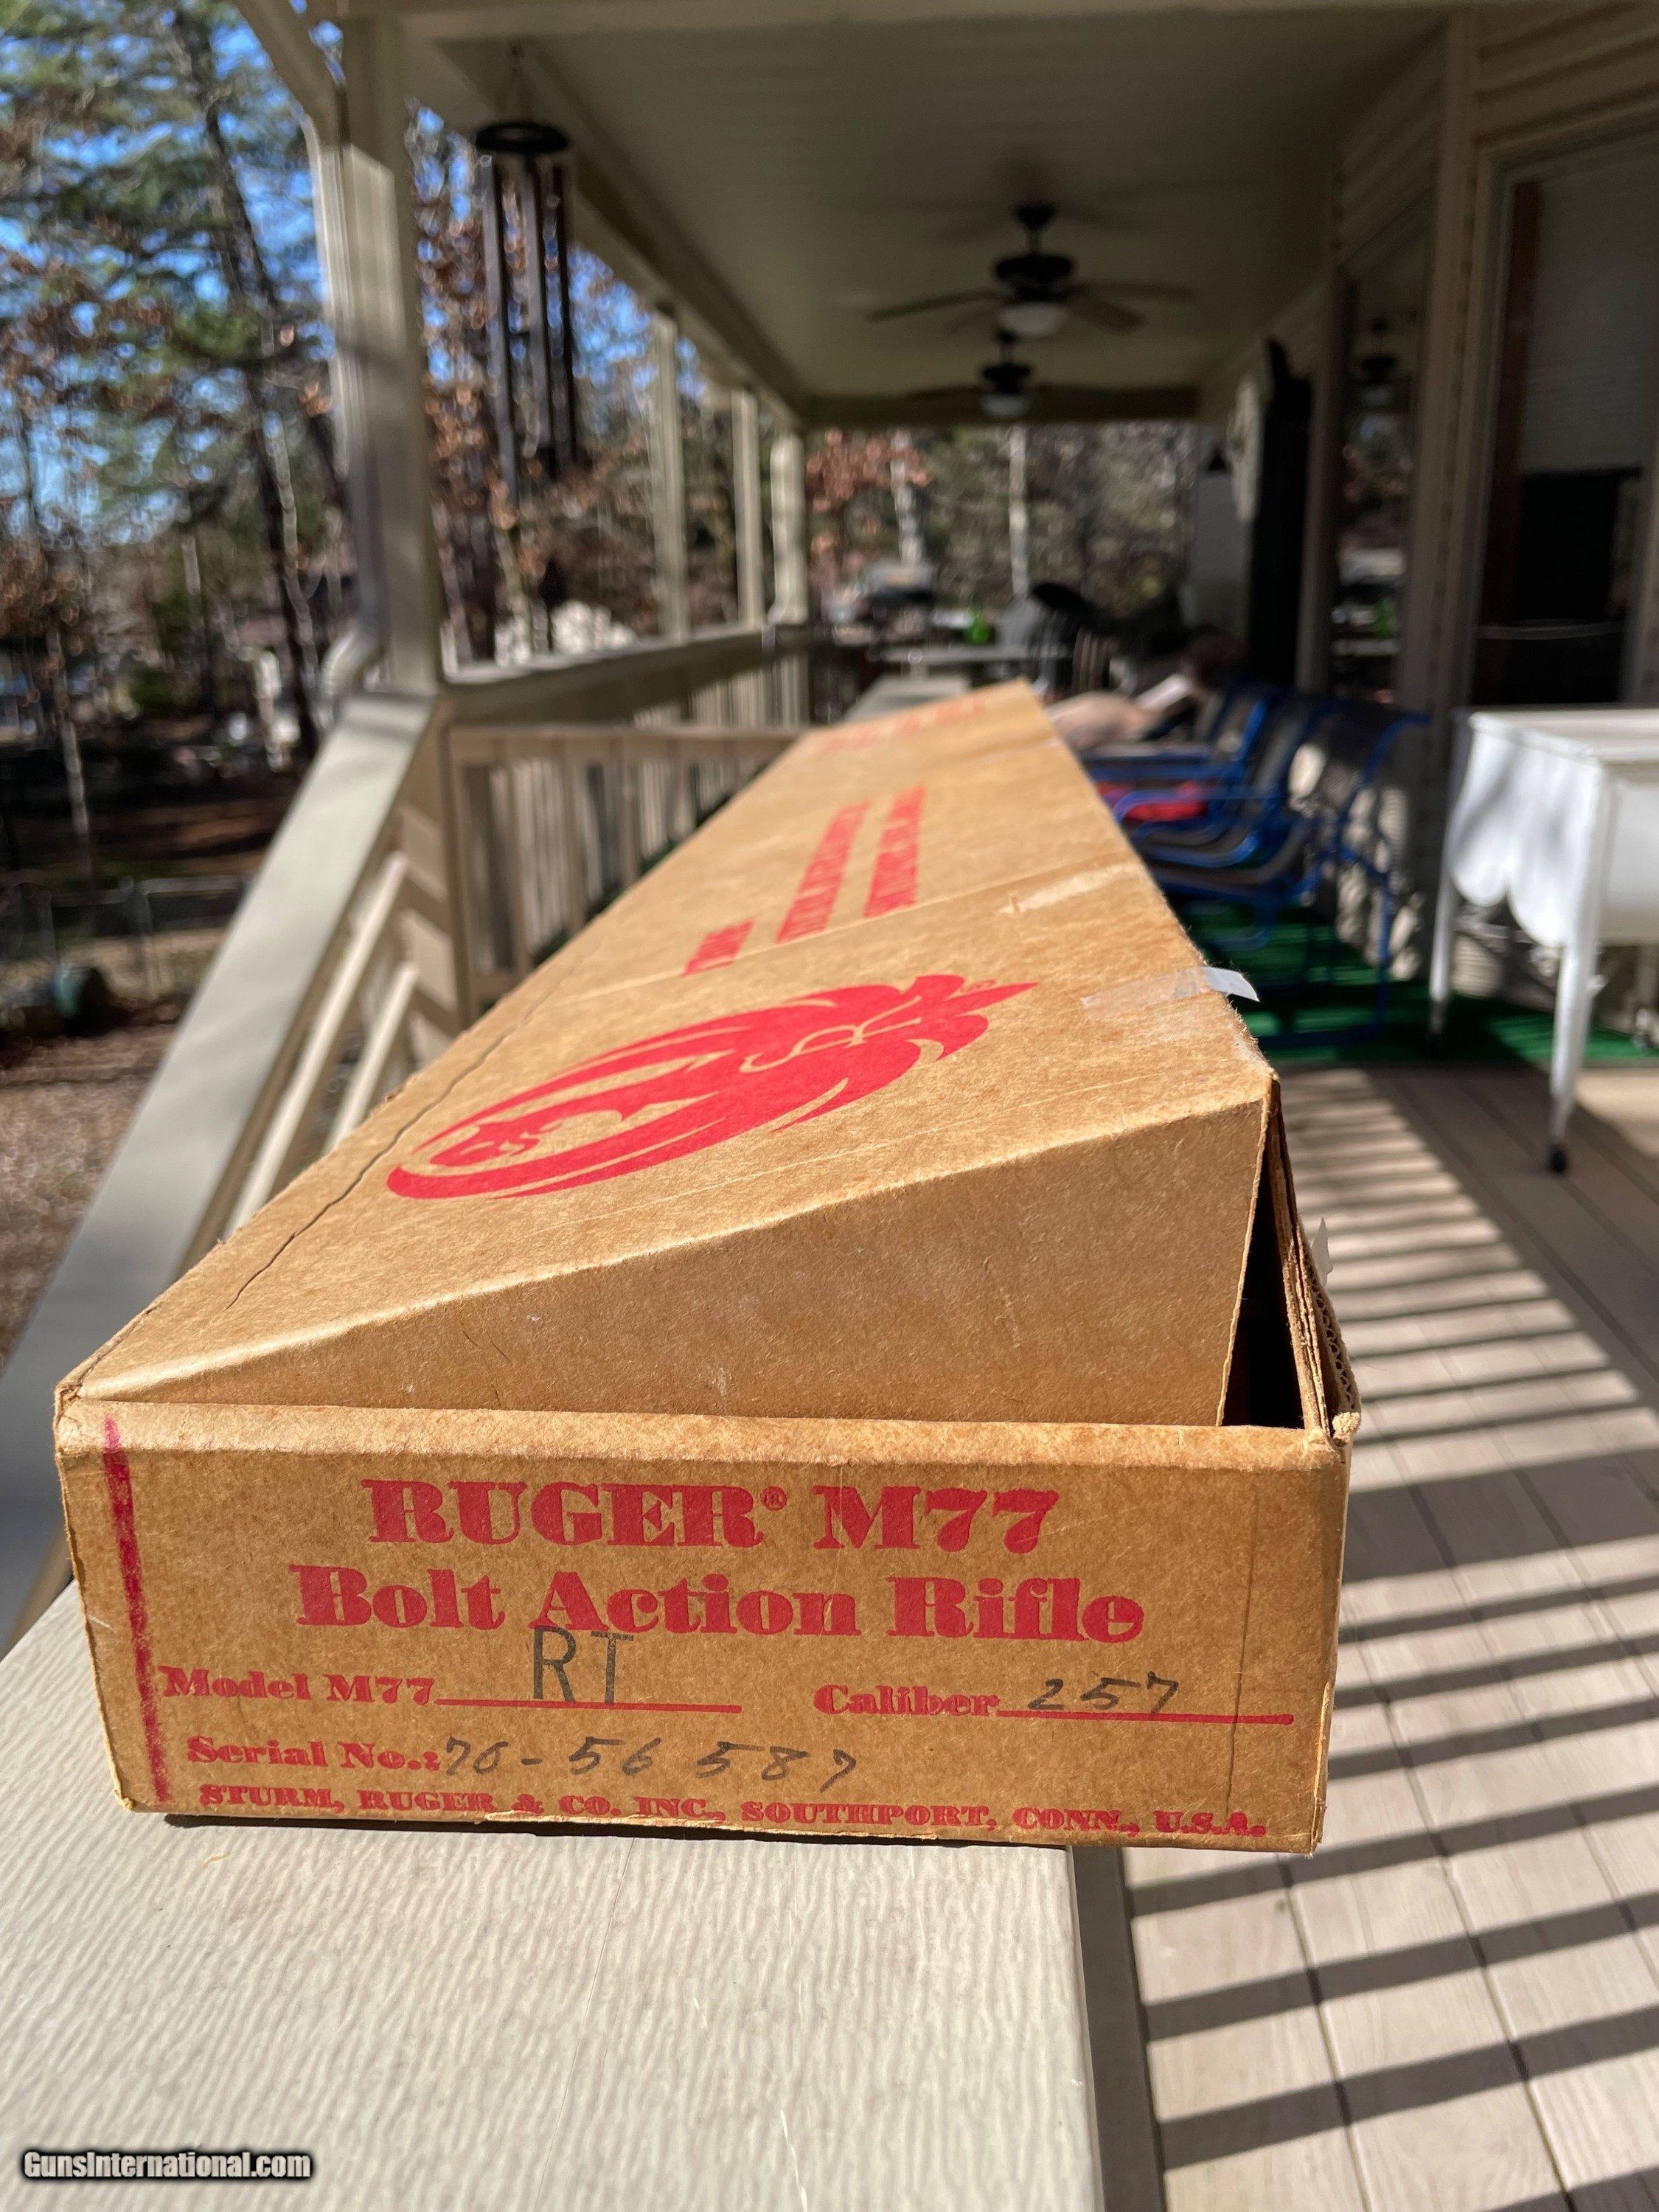 RUGER® M77
Bolt Action Rifle
Model M77 RT Caliber 257
Serial No.: 70-56587
STURM, RUGER & CO. INC., SOUTHPORT, CONN., U.S.A.
GunsInternational.com